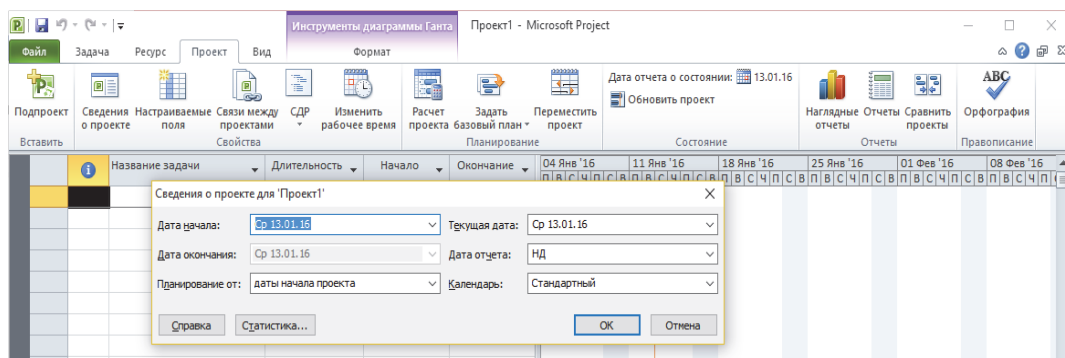 Инструменты диаграммы Ганта Проект1 - Microsoft Project
Файл Задача Ресурс Проект Вид Формат
Подпроект Сведения о проекте Настраиваемые поля Связи между проектами СДР Изменить рабочее время Расчет проекта Задать базовый план Переместить проект Дата отчета о состоянии: 13.01.16
Обновить проект
Наглядные отчеты Отчеты Сравнить проекты ABC Орфография
Вставить Свойства Планирование Состояние Отчеты Правописание
Название задачи Длительность Начало Окончание 04 Янв '16 11 Янв '16 18 Янв '16 25 Янв '16 01 Фев '16 08 Фев '16
П В С Ч П С В П В С Ч П С В П В С Ч П С В П В С Ч П С В П В С Ч П С В П В С Ч П
Сведения о проекте для 'Проект1'
Дата начала: Ср 13.01.16 Текущая дата: Ср 13.01.16
Дата окончания: Ср 13.01.16 Дата отчета: НД
Планирование от: даты начала проекта Календарь: Стандартный
Справка Статистика... ОК Отмена